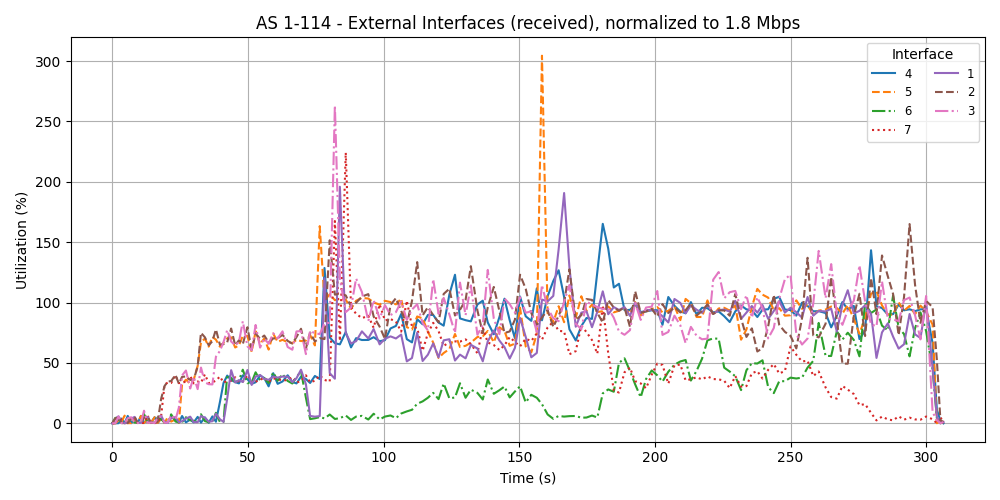 AS 1-114 - External Interfaces (received), normalized to 1.8 Mbps
Utilization (%)
300
250
200
150
100
50
0
0 50 100 150 200 250 300
Time (s)
Interface
4 1
5 2
6 3
7